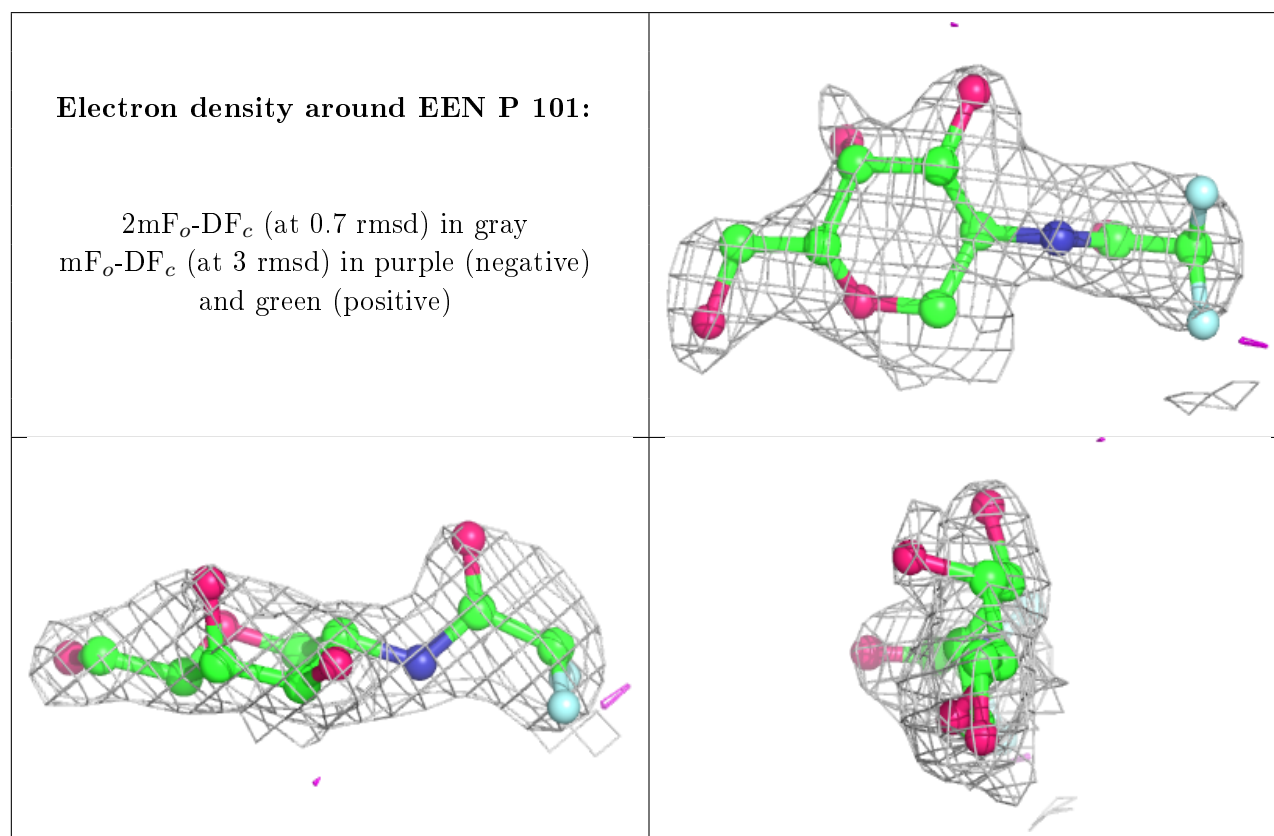 Electron density around EEN P 101:
2mFo-DFc (at 0.7 rmsd) in gray
mFo-DFc (at 3 rmsd) in purple (negative)
and green (positive)